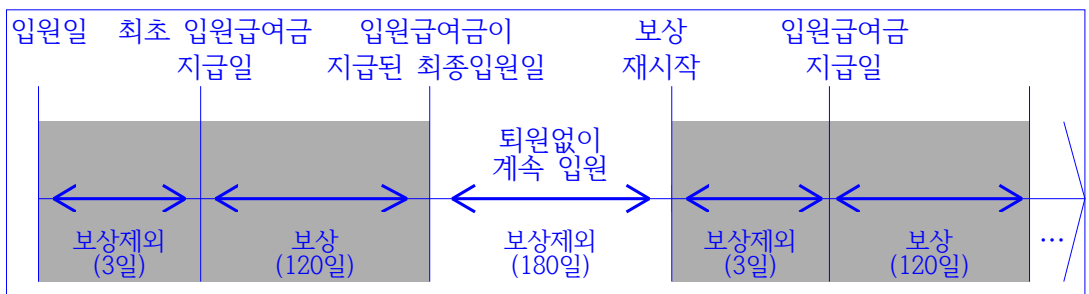 입원일
최초 입원급여금
지급일
입원급여금이
지급된 최종입원일
보상
재시작
입원급여금
지급일
퇴원없이
계속 입원
보상제외
(3일)
보상
(120일)
보상제외
(180일)
보상제외
(3일)
보상
(120일)
…